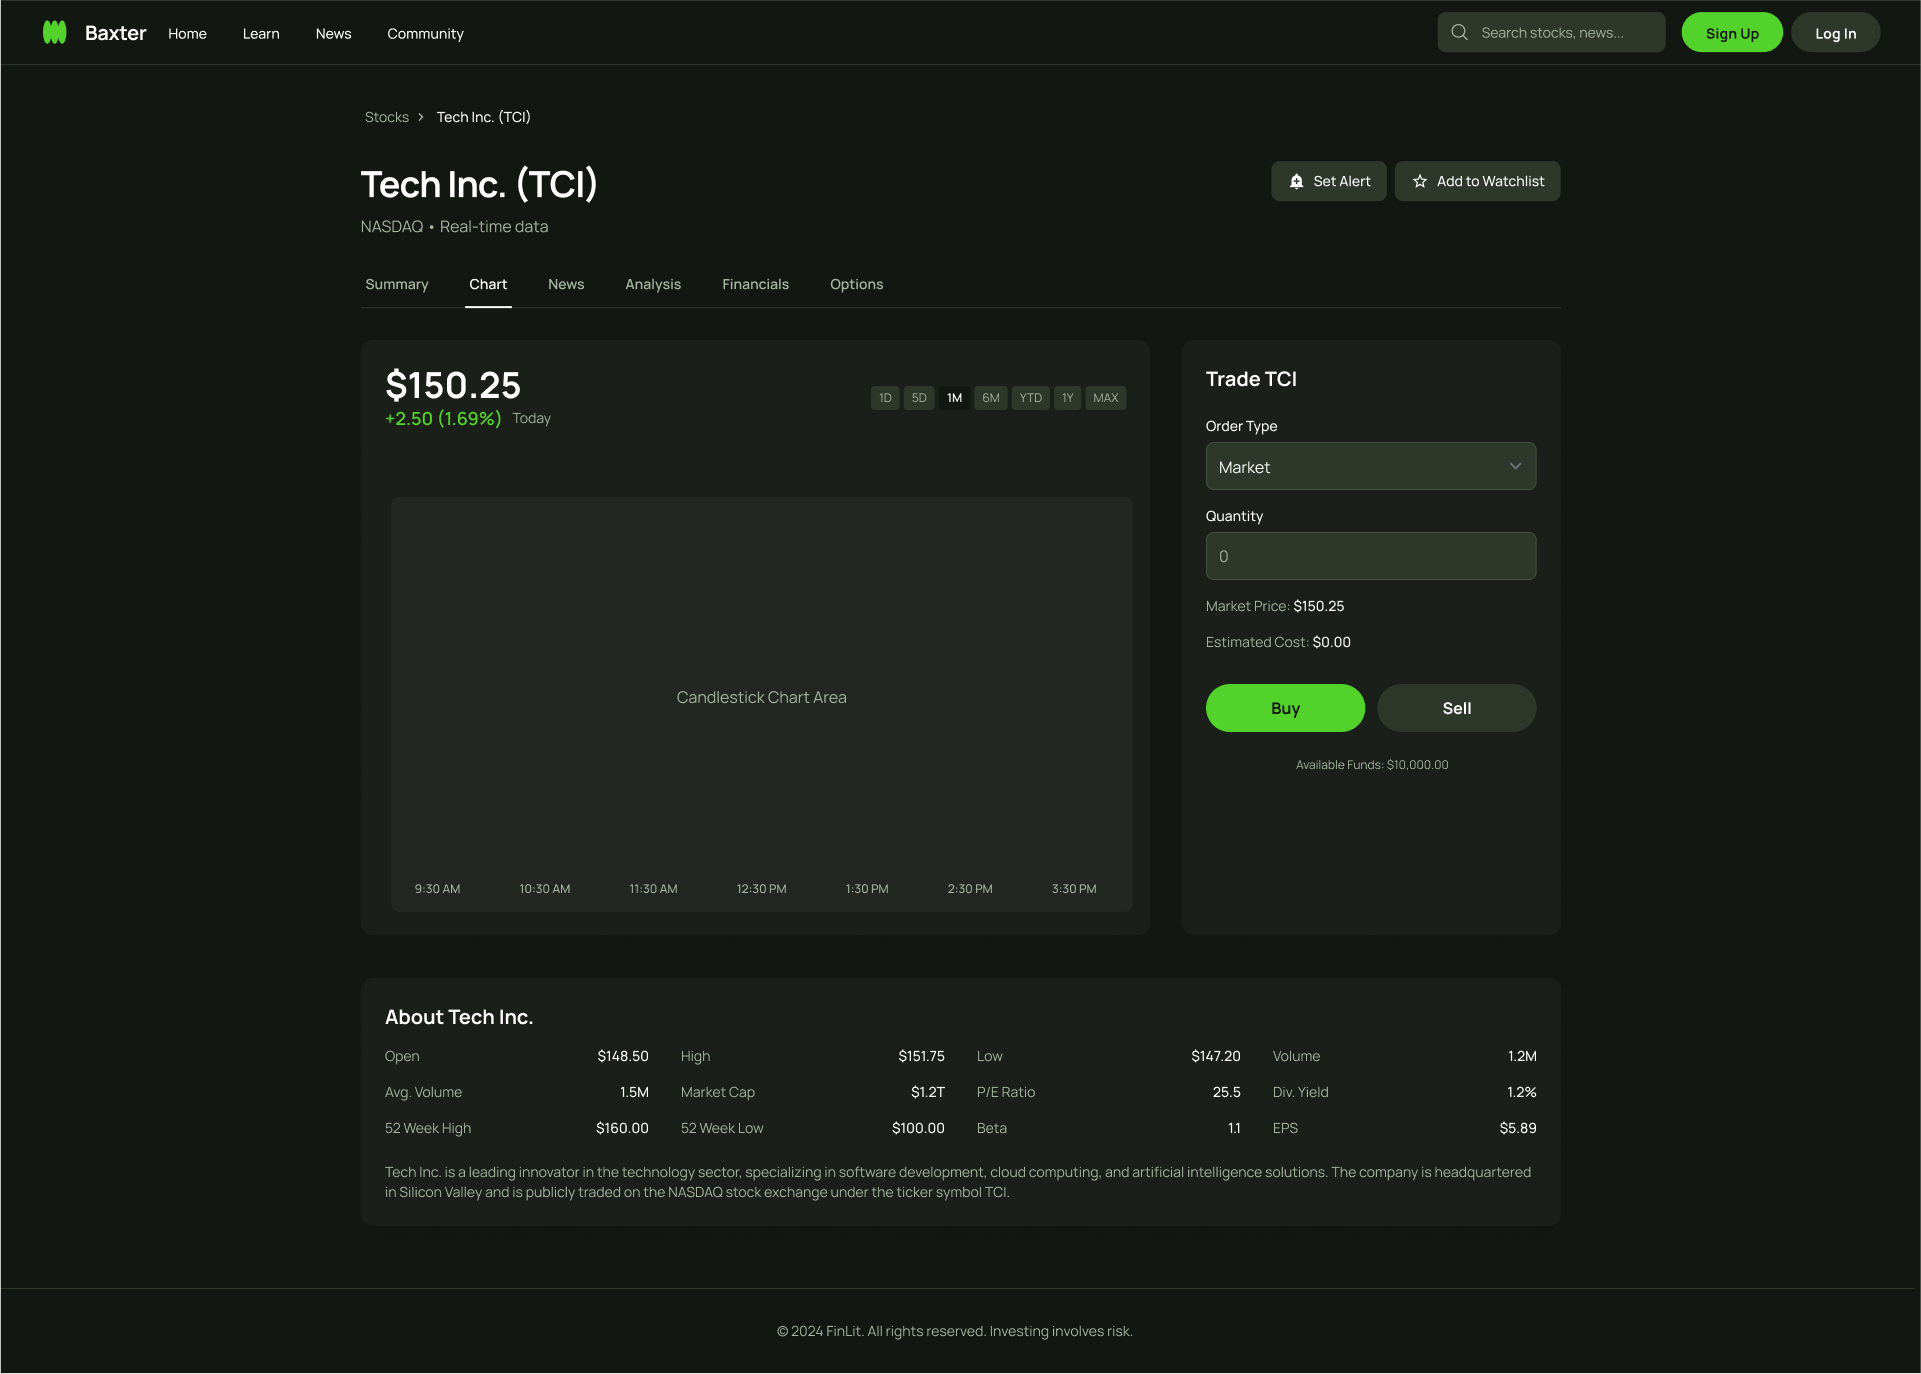 Baxter Home Learn News Community Search stocks, news... Sign Up Log In
Stocks > Tech Inc. (TCI)
Tech Inc. (TCI)
Set Alert Add to Watchlist
NASDAQ • Real-time data
Summary Chart News Analysis Financials Options
$150.25
+2.50 (1.69%) Today
1D 5D 1M 6M YTD 1Y MAX
Candlestick Chart Area
9:30 AM 10:30 AM 11:30 AM 12:30 PM 1:30 PM 2:30 PM 3:30 PM
Trade TCI
Order Type
Market
Quantity
0
Market Price: $150.25
Estimated Cost: $0.00
Buy Sell
Available Funds: $10,000.00
About Tech Inc.
Open $148.50 High $151.75 Low $147.20 Volume 1.2M
Avg. Volume 1.5M Market Cap $1.2T P/E Ratio 25.5 Div. Yield 1.2%
52 Week High $160.00 52 Week Low $100.00 Beta 1.1 EPS $5.89
Tech Inc. is a leading innovator in the technology sector, specializing in software development, cloud computing, and artificial intelligence solutions. The company is headquartered
in Silicon Valley and is publicly traded on the NASDAQ stock exchange under the ticker symbol TCI.
© 2024 FinLit. All rights reserved. Investing involves risk.